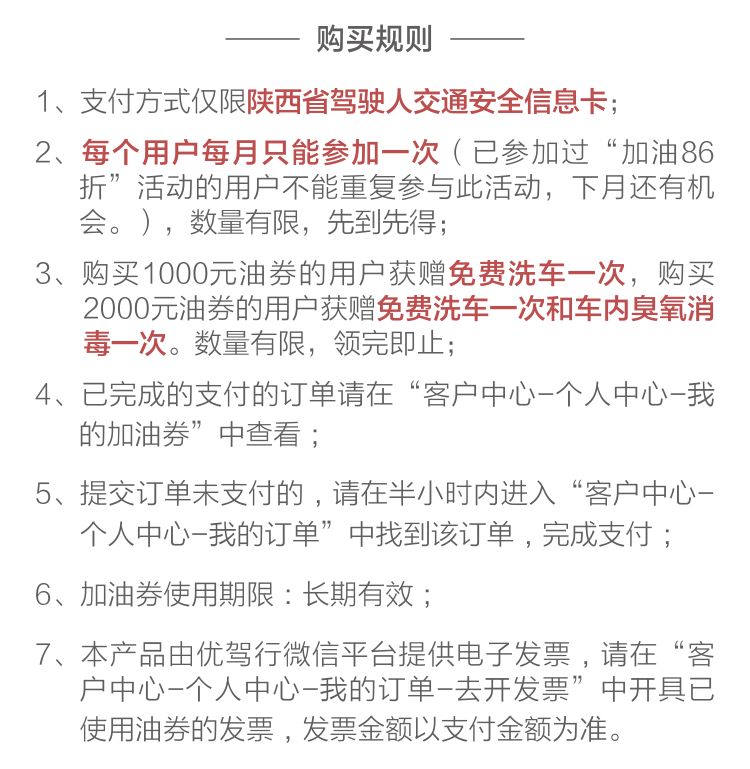 购买规则
1、支付方式仅限陕西省驾驶人交通安全信息卡；
2、每个用户每月只能参加一次（已参加过“加油86
折”活动的用户不能重复参与此活动，下月还有机
会。），数量有限，先到先得；
3、购买1000元油券的用户获赠免费洗车一次，购买
2000元油券的用户获赠免费洗车一次和车内臭氧消
毒一次。数量有限，领完即止；
4、已完成的支付的订单请在“客户中心-个人中心-我
的加油券”中查看；
5、提交订单未支付的，请在半小时内进入“客户中心-
个人中心-我的订单”中找到该订单，完成支付；
6、加油券使用期限：长期有效；
7、本产品由优驾行微信平台提供电子发票，请在“客
户中心-个人中心-我的订单-去开发票”中开具已
使用油券的发票，发票金额以支付金额为准。